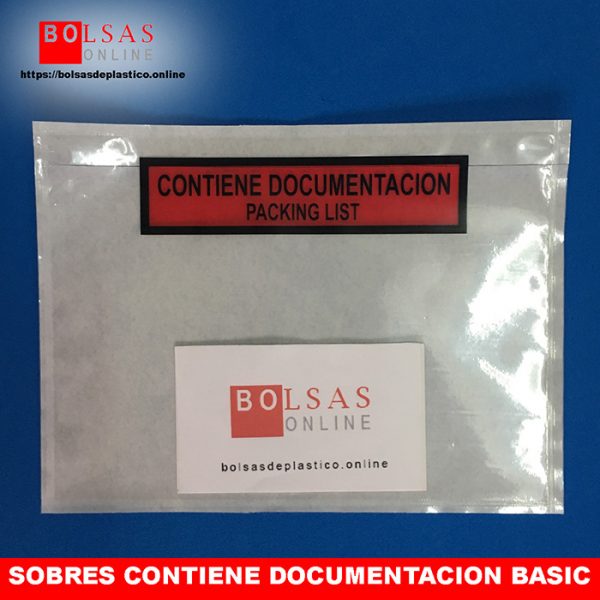 BOLSAS
ONLINE
https://bolsasdeplastico.online
CONTIENE DOCUMENTACION
PACKING LIST
BOLSAS
ONLINE
bolsasdeplastico.online
SOBRES CONTIENE DOCUMENTACION BASIC